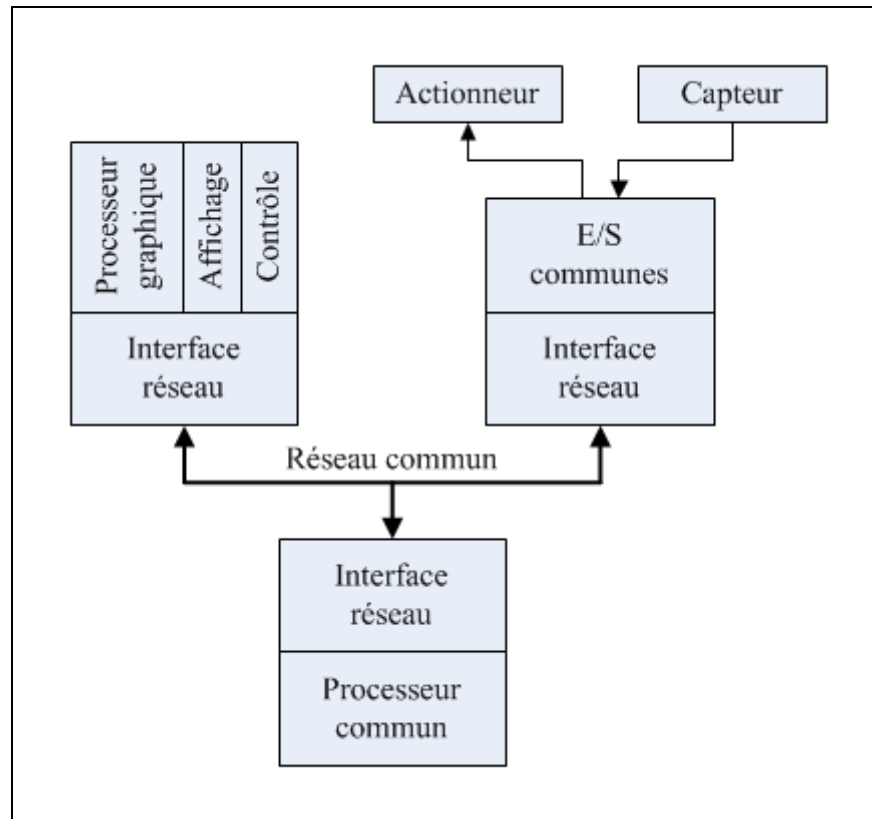 Actionneur
Capteur
Processeur
graphique
Affichage
Contrôle
E/S
communes
Interface
réseau
Interface
réseau
Réseau commun
Interface
réseau
Processeur
commun